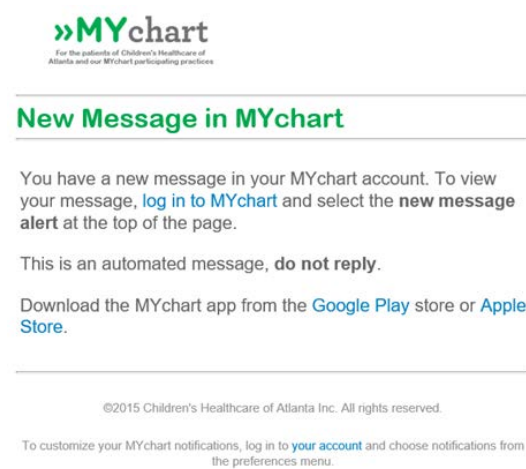 »MYchart
For the patients of Children's Healthcare of
Atlanta and our MYchart participating practices
New Message in MYchart
You have a new message in your MYchart account. To view
your message, log in to MYchart and select the new message
alert at the top of the page.
This is an automated message, do not reply.
Download the MYchart app from the Google Play store or Apple
Store.
©2015 Children's Healthcare of Atlanta Inc. All rights reserved.
To customize your MYchart notifications, log in to your account and choose notifications from
the preferences menu.